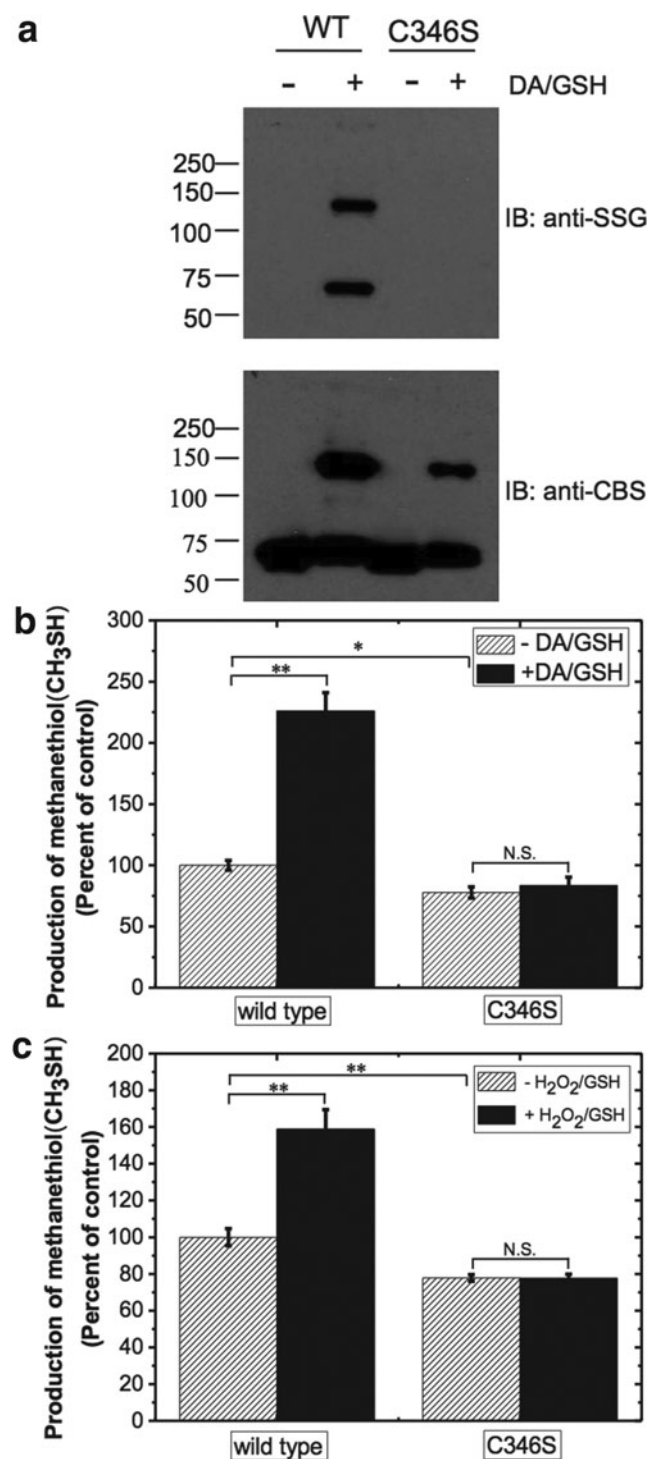 a
WT C346S
- + - + DA/GSH
250
150
100
75
50
IB: anti-SSG
250
150
100
75
50
IB: anti-CBS
b
Production of methanethiol(CH₃SH)
(Percent of control)
300
250
225
200
150
100
75
50
25
0
- DA/GSH
+DA/GSH
*
**
N.S.
wild type C346S
c
Production of methanethiol(CH₃SH)
(Percent of control)
200
180
160
140
120
100
80
60
40
20
0
- H₂O₂/GSH
+ H₂O₂/GSH
**
**
N.S.
wild type C346S